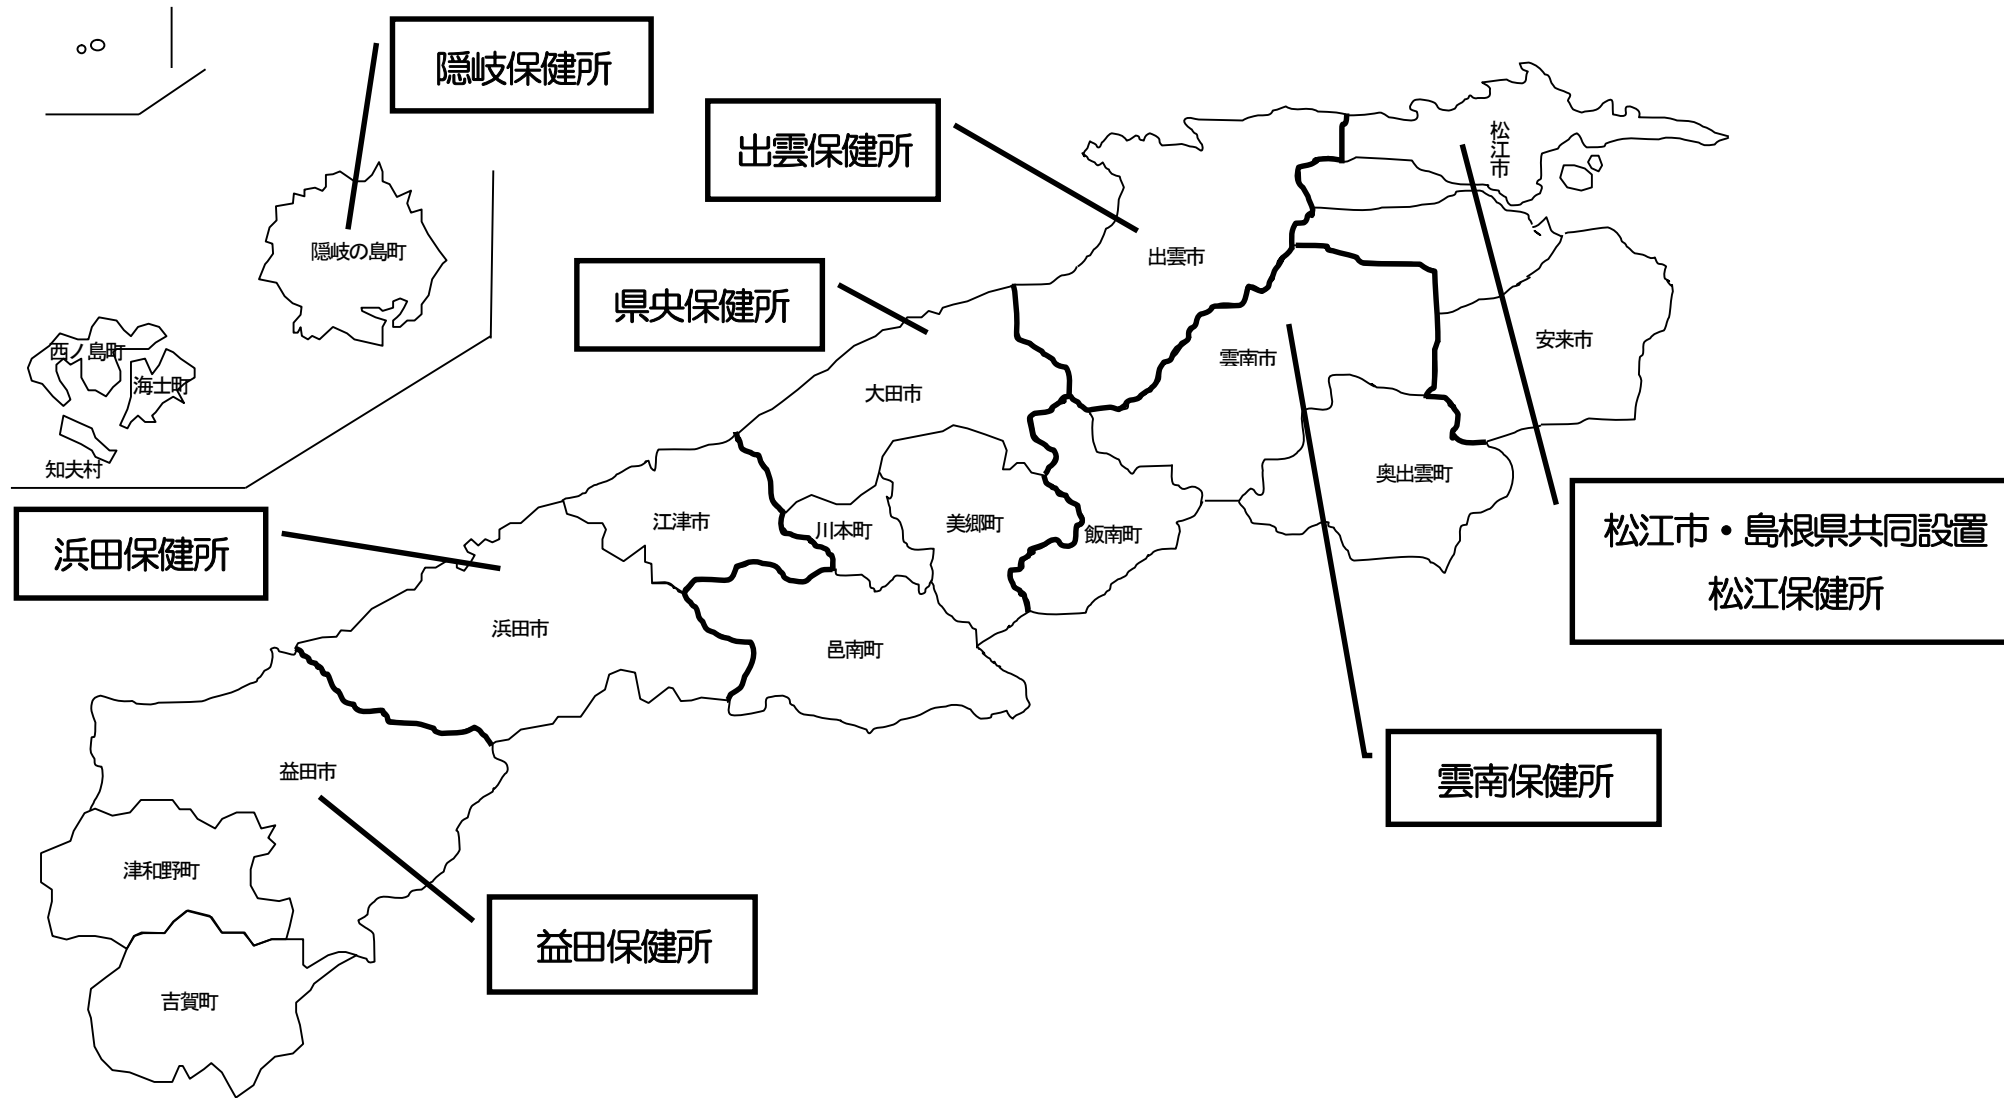 隠岐保健所
出雲保健所
松江市
隠岐の島町
出雲市
県央保健所
安来市
西ノ島町
雲南市
海士町
大田市
知夫村
奥出雲町
江津市
川本町
美郷町
飯南町
松江市・島根県共同設置
松江保健所
浜田保健所
浜田市
邑南町
益田市
雲南保健所
津和野町
益田保健所
吉賀町